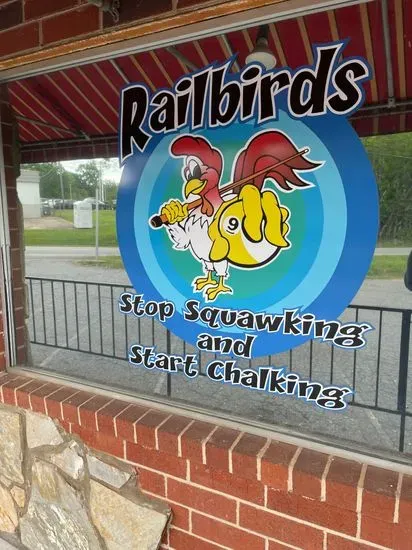 Railbirds
9
Stop Squawking
and
Start Chalking